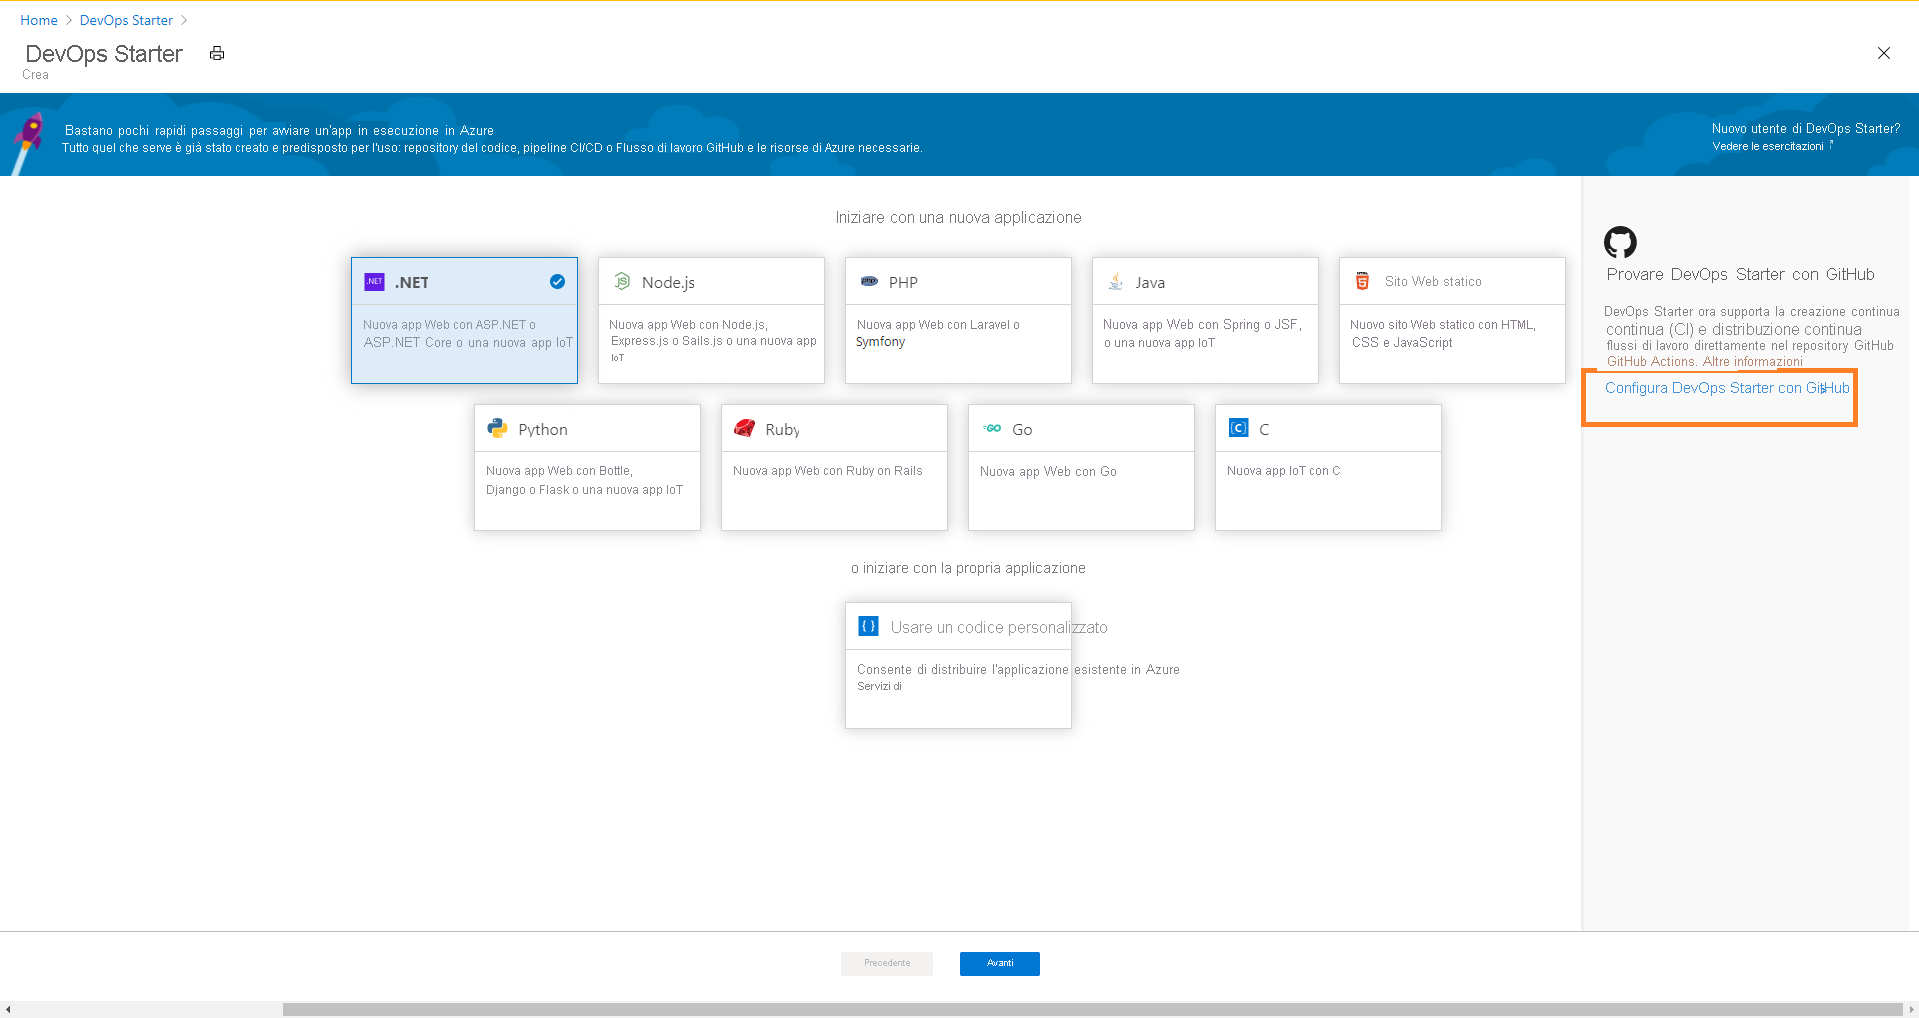 Home > DevOps Starter >
DevOps Starter
Crea
Bastano pochi rapidi passaggi per avviare un'app in esecuzione in Azure
Tutto quel che serve è già stato creato e predisposto per l'uso: repository del codice, pipeline CI/CD o Flusso di lavoro GitHub e le risorse di Azure necessarie.
Nuovo utente di DevOps Starter?
Vedere le esercitazioni
Iniziare con una nuova applicazione
.NET
.NET
Nuova app Web con ASP.NET o
ASP.NET Core o una nuova app IoT
Node.js
Nuova app Web con Node.js,
Express.js o Sails.js o una nuova app
IoT
php
PHP
Nuova app Web con Laravel o
Symfony
Java
Nuova app Web con Spring o JSF,
o una nuova app IoT
5
Sito Web statico
Nuovo sito Web statico con HTML,
CSS e JavaScript
Python
Nuova app Web con Bottle,
Django o Flask o una nuova app IoT
Ruby
Nuova app Web con Ruby on Rails
GO
Go
Nuova app Web con Go
[C]
C
Nuova app IoT con C
o iniziare con la propria applicazione
{ }
Usare un codice personalizzato
Consente di distribuire l'applicazione esistente in Azure
Servizi di
Provare DevOps Starter con GitHub
DevOps Starter ora supporta la creazione continua
continua (CI) e distribuzione continua
flussi di lavoro direttamente nel repository GitHub
GitHub Actions. Altre informazioni
Configura DevOps Starter con GitHub
Precedente
Avanti